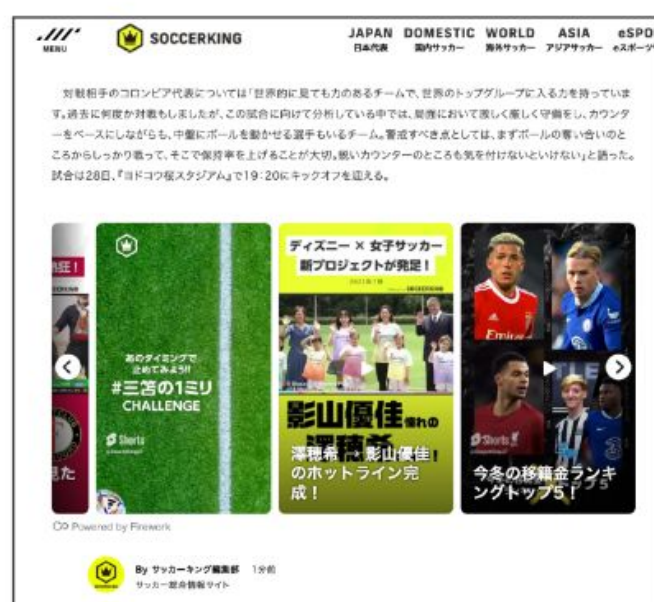 MENU
SOCCERKING
JAPAN DOMESTIC WORLD ASIA eSPO
日本代表 国内サッカー 海外サッカー アジアサッカー eスポーツ
対戦相手のコロンビア代表については「世界的に見ても力のあるチームで、世界のトップグループに入る力を持っていま
す。過去に何度か対戦もしましたが、この試合に向けて分析している中では、局面において激しく厳しく守備をし、カウンタ
ーをベースにしながらも、中盤にボールを動かせる選手もいるチーム。警戒すべき点としては、まずボールの奪い合いのと
ころからしっかり戦って、そこで保持率を上げることが大切。鋭いカウンターのところも気を付けないといけない」と語った。
試合は28日、『ヨドコウ桜スタジアム』で19:20にキックオフを迎える。
狂！
見た
あのタイミングで
止めてみよう!!
#三笘の1ミリ
CHALLENGE
Shorts
ディズニー × 女子サッカー
新プロジェクトが発足！
SOCCERKING
影山優佳憧れの
澤穂希！
澤穂希 → 影山優佳
のホットライン完
成！
Emirates
Shorts
今冬の移籍金ランキ
ングトップ5！
Powered by Firework
By サッカーキング編集部 1分前
サッカー総合情報サイト